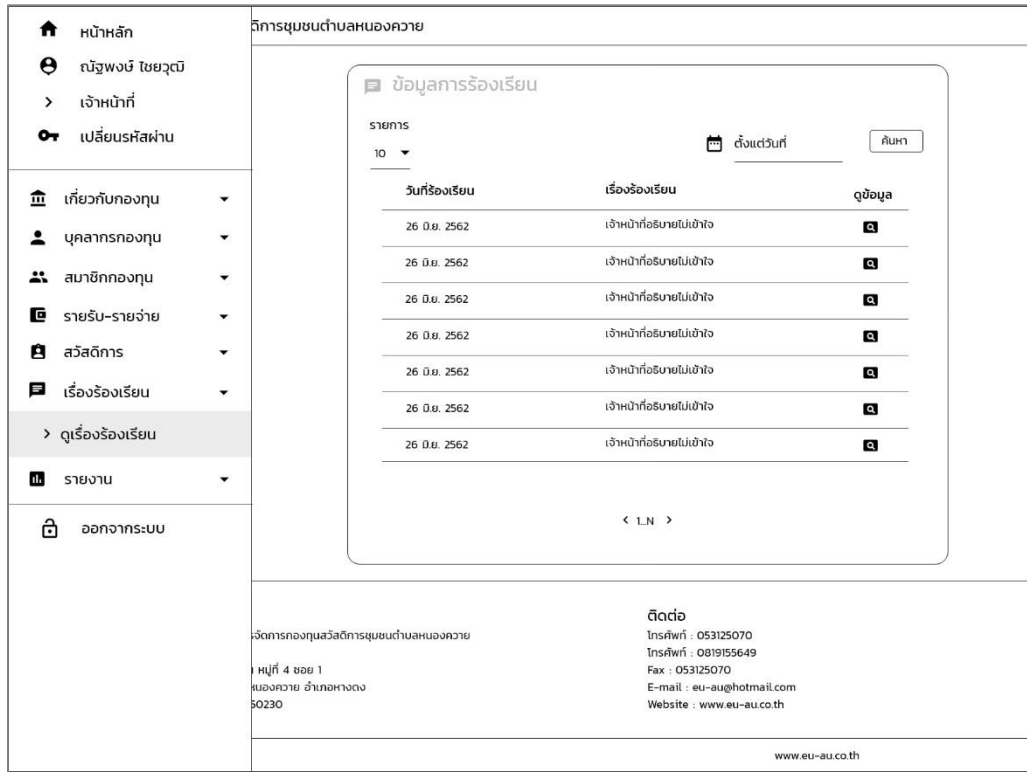 หน้าหลัก
ณัฐพงษ์ ไชยวุฒิ
เจ้าหน้าที่
เปลี่ยนรหัสผ่าน
เกี่ยวกับกองทุน
บุคลากรกองทุน
สมาชิกกองทุน
รายรับ-รายจ่าย
สวัสดิการ
เรื่องร้องเรียน
ดูเรื่องร้องเรียน
รายงาน
ออกจากระบบ
ดิการชุมชนตำบลหนองควาย
ข้อมูลการร้องเรียน
รายการ
10
ตั้งแต่วันที่
ค้นหา
วันที่ร้องเรียน เรื่องร้องเรียน ดูข้อมูล
26 มิ.ย. 2562 เจ้าหน้าที่อธิบายไม่เข้าใจ
26 มิ.ย. 2562 เจ้าหน้าที่อธิบายไม่เข้าใจ
26 มิ.ย. 2562 เจ้าหน้าที่อธิบายไม่เข้าใจ
26 มิ.ย. 2562 เจ้าหน้าที่อธิบายไม่เข้าใจ
26 มิ.ย. 2562 เจ้าหน้าที่อธิบายไม่เข้าใจ
26 มิ.ย. 2562 เจ้าหน้าที่อธิบายไม่เข้าใจ
26 มิ.ย. 2562 เจ้าหน้าที่อธิบายไม่เข้าใจ
< 1...N >
จัดการกองทุนสวัสดิการชุมชนตำบลหนองควาย
หมู่ที่ 4 ซอย 1
หนองควาย อำเภอหางดง
50230
ติดต่อ
โทรศัพท์ : 053125070
โทรศัพท์ : 0819155649
Fax : 053125070
E-mail : eu-au@hotmail.com
Website : www.eu-au.co.th
www.eu-au.co.th